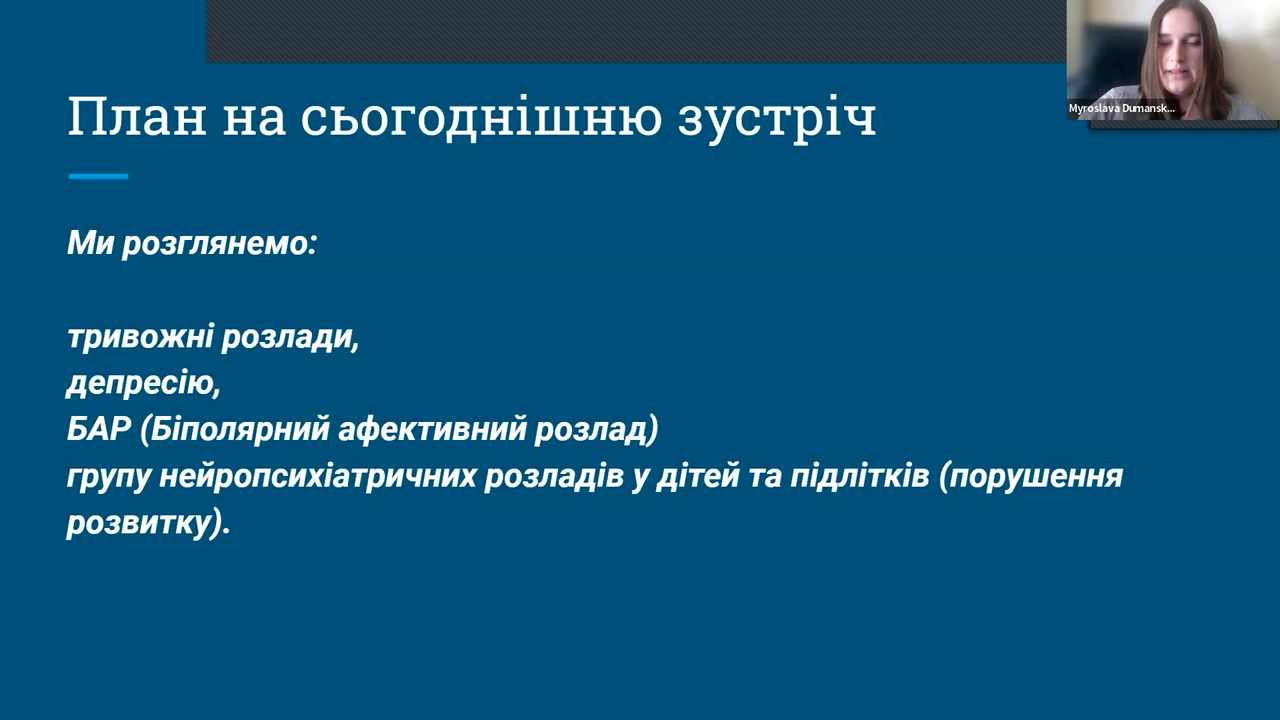 Myroslava Dumansk...
План на сьогоднішню зустріч
Ми розглянемо:
тривожні розлади,
депресію,
БАР (Біполярний афективний розлад)
групу нейропсихіатричних розладів у дітей та підлітків (порушення
розвитку).